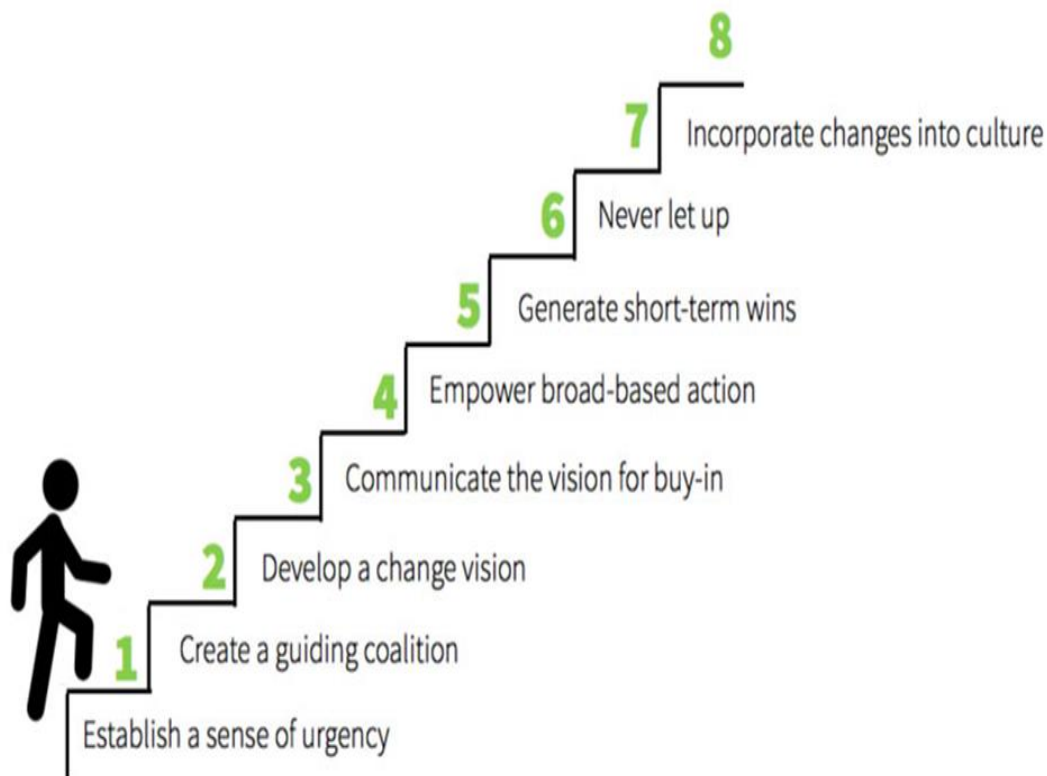 8
7
Incorporate changes into culture
6
Never let up
5
Generate short-term wins
4
Empower broad-based action
3
Communicate the vision for buy-in
2
Develop a change vision
1
Create a guiding coalition
Establish a sense of urgency